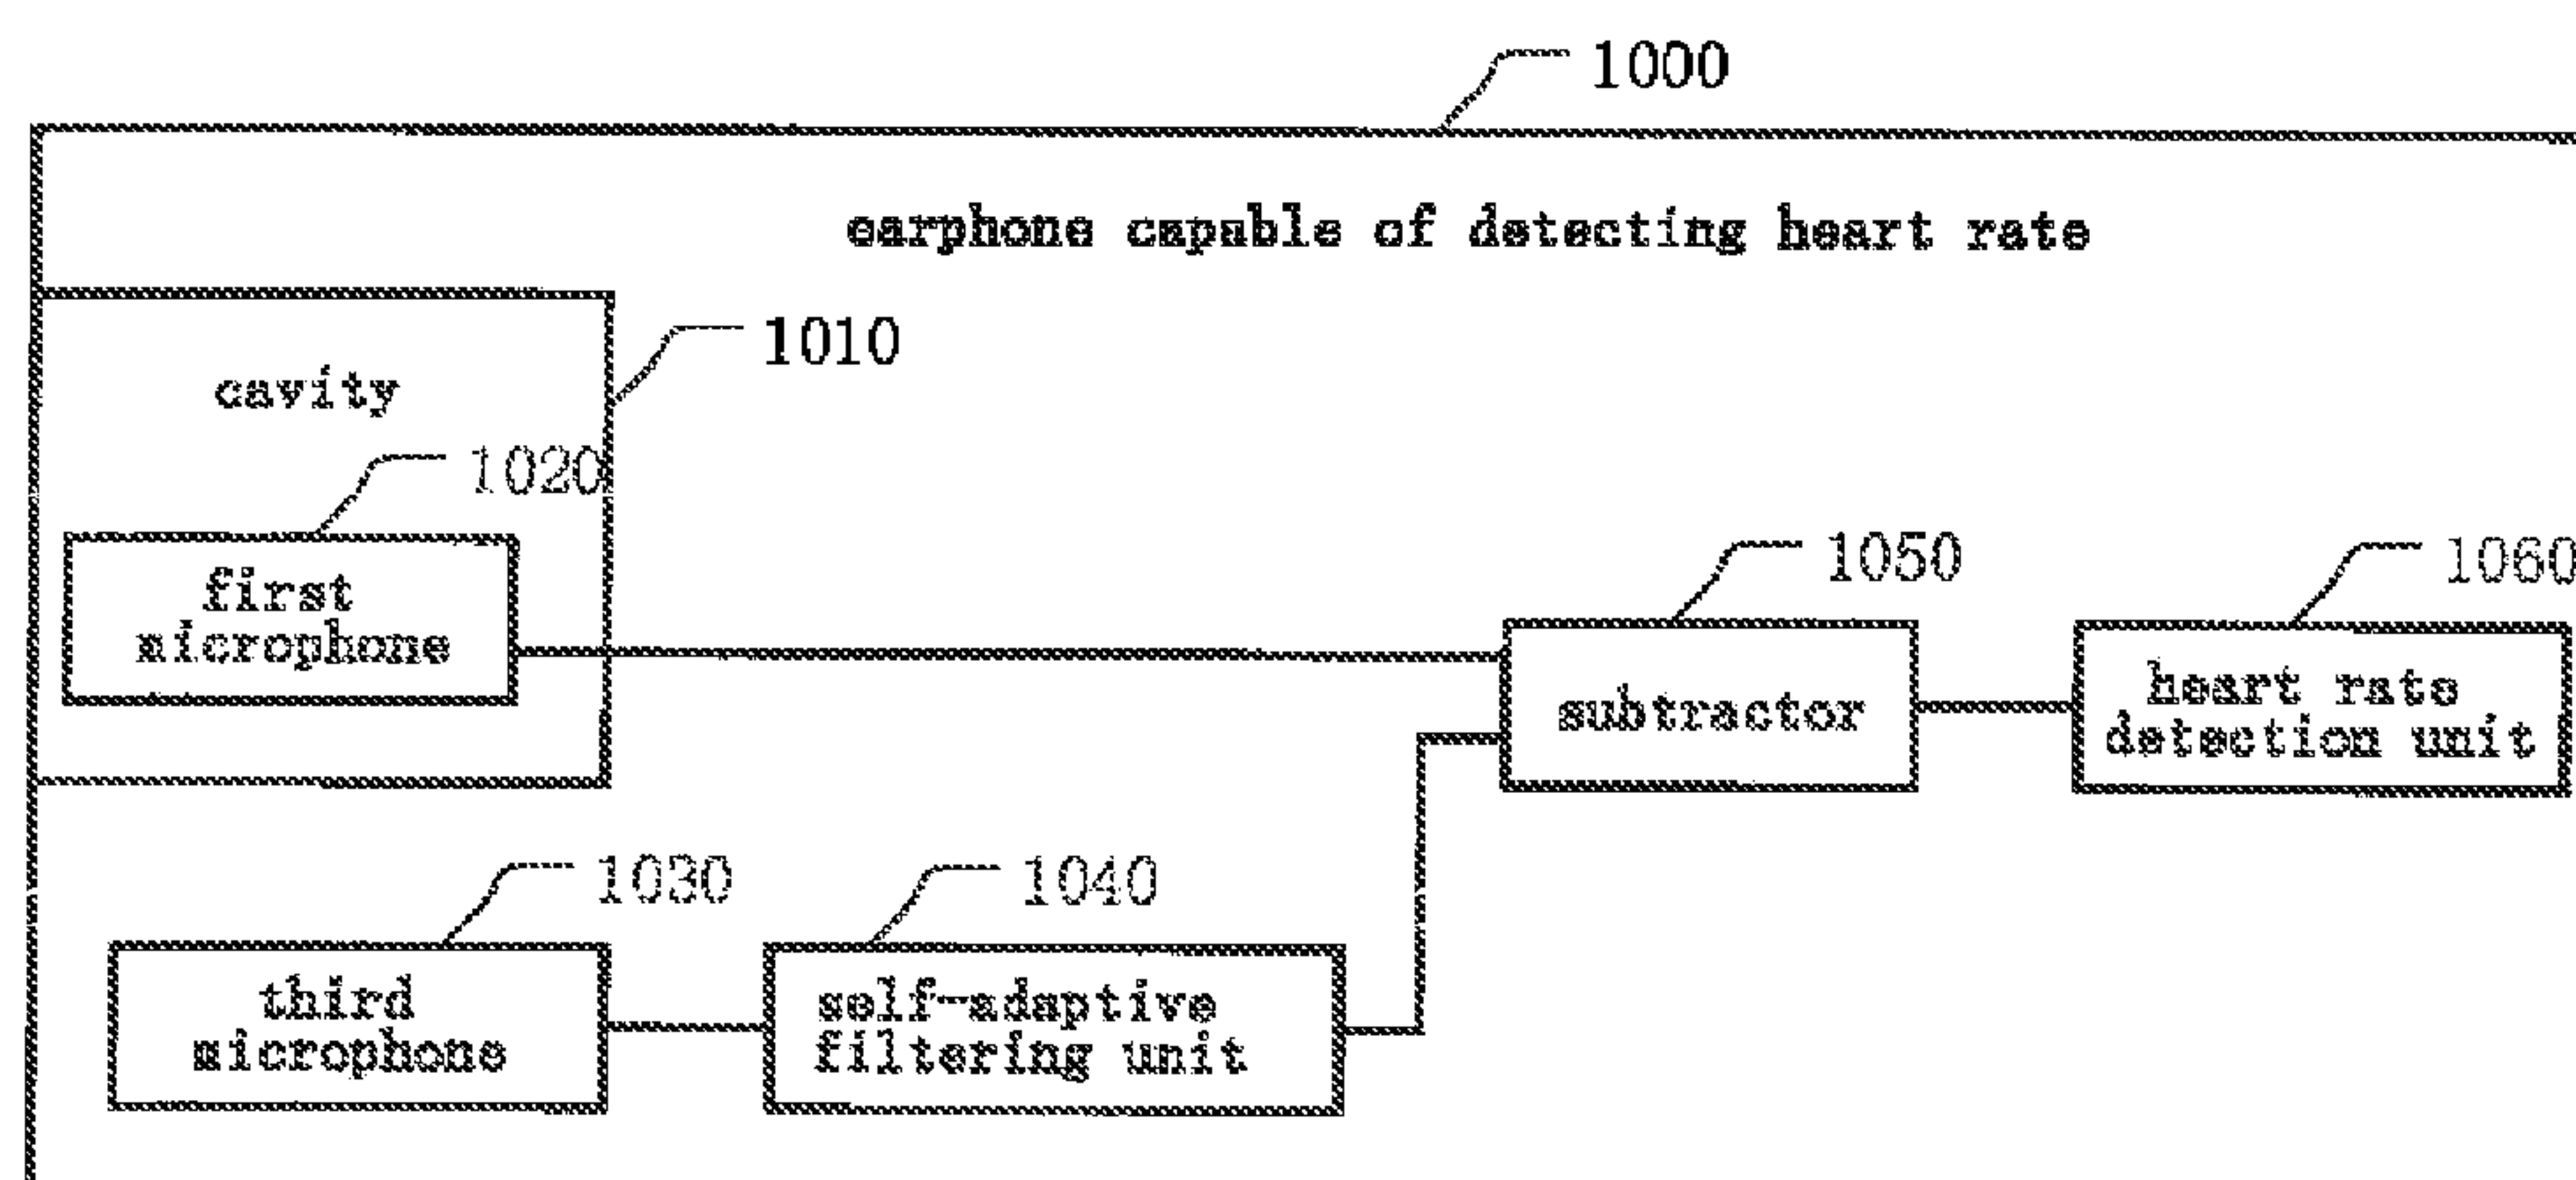 1000
earphone capable of detecting heart rate
1010
cavity
1020
first
microphone
1050
1060
subtractor
heart rate
detection unit
1030
1040
third
microphone
self-adaptive
filtering unit